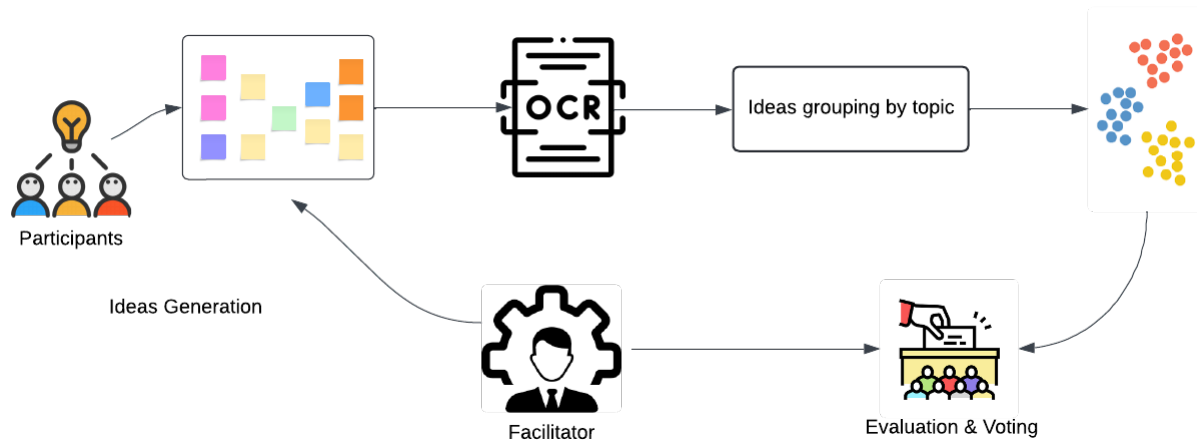 OCR
Ideas grouping by topic
Participants
Ideas Generation
Facilitator
Evaluation & Voting